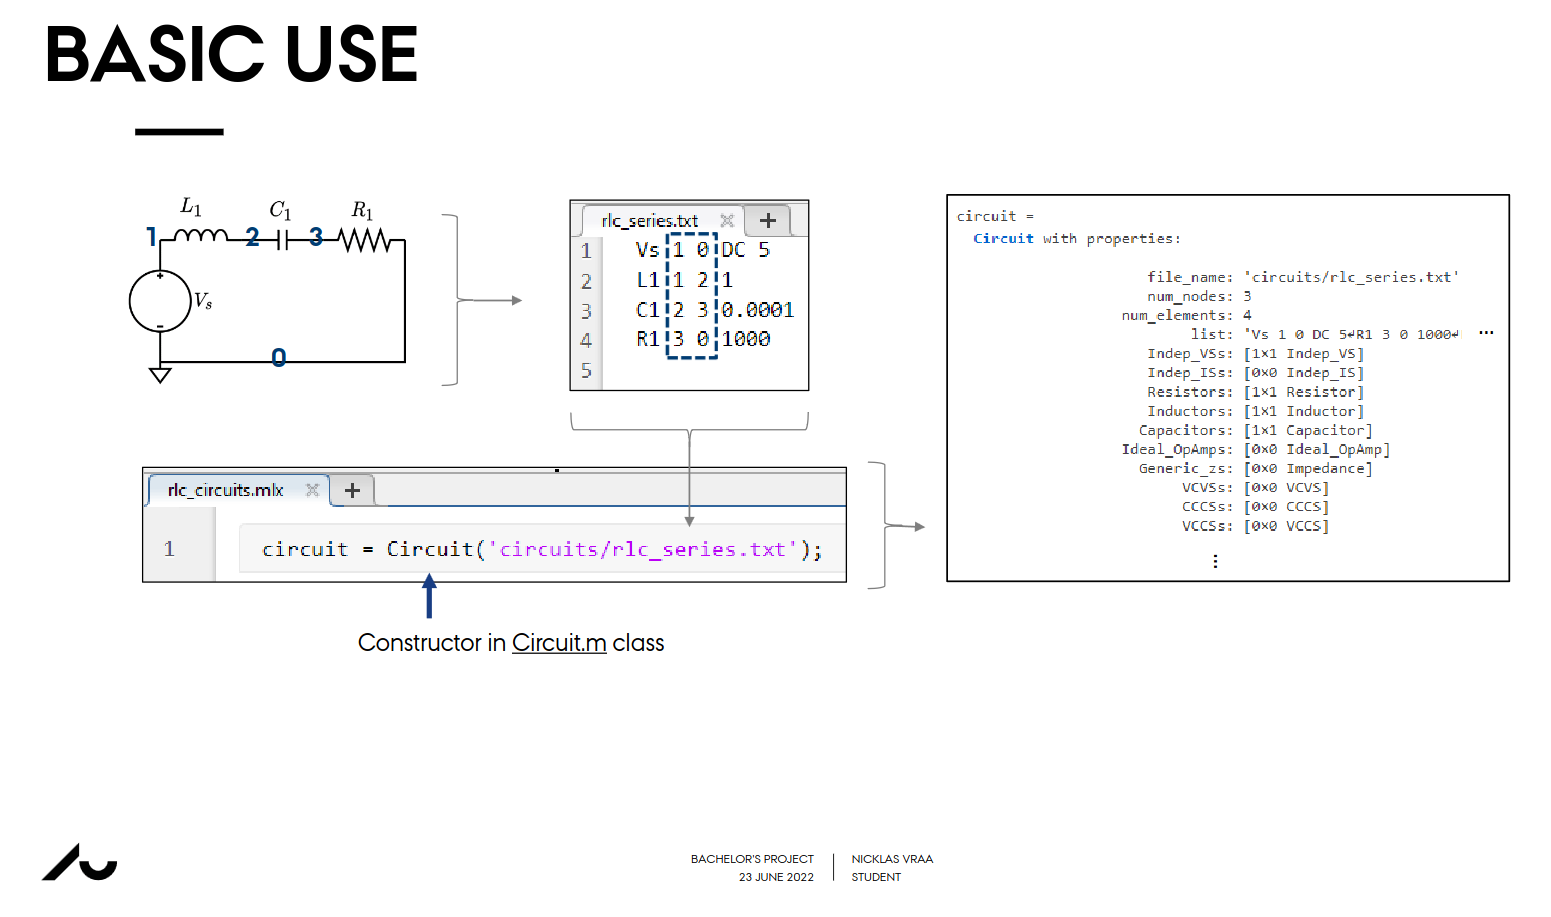 BASIC USE
L1 C1 R1
1 2 3
+
Vs
-
0
rlc_series.txt
1 Vs 1 0 DC 5
2 L1 1 2 1
3 C1 2 3 0.0001
4 R1 3 0 1000
5
rlc_circuits.mlx
1 circuit = Circuit('circuits/rlc_series.txt');
Constructor in Circuit.m class
circuit =
Circuit with properties:
file_name: 'circuits/rlc_series.txt'
num_nodes: 3
num_elements: 4
list: "Vs 1 0 DC 5↵R1 3 0 1000↵ ...
Indep_VSs: [1×1 Indep_VS]
Indep_ISs: [0×0 Indep_IS]
Resistors: [1×1 Resistor]
Inductors: [1×1 Inductor]
Capacitors: [1×1 Capacitor]
Ideal_OpAmps: [0×0 Ideal_OpAmp]
Generic_zs: [0×0 Impedance]
VCVSs: [0×0 VCVS]
CCCSs: [0×0 CCCS]
VCCSs: [0×0 VCCS]
⋮
BACHELOR'S PROJECT
23 JUNE 2022
NICKLAS VRAA
STUDENT